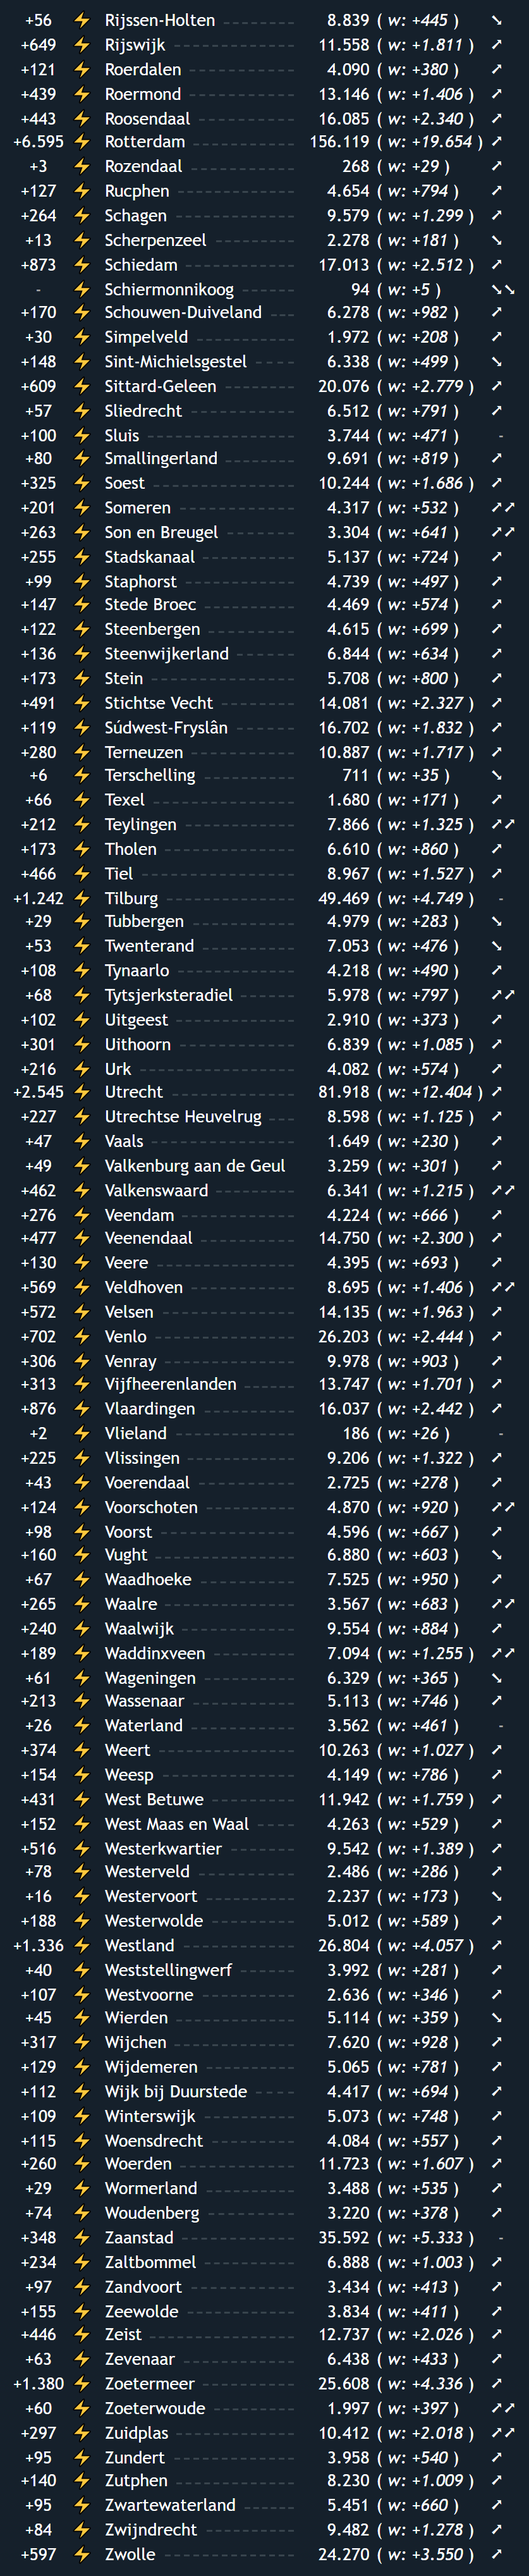 +56 ⚡ Rijssen-Holten 8.839 ( w: +445 ) ↘
+649 ⚡ Rijswijk 11.558 ( w: +1.811 ) ↗
+121 ⚡ Roerdalen 4.090 ( w: +380 ) ↗
+439 ⚡ Roermond 13.146 ( w: +1.406 ) ↗
+443 ⚡ Roosendaal 16.085 ( w: +2.340 ) ↗
+6.595 ⚡ Rotterdam 156.119 ( w: +19.654 ) ↗
+3 ⚡ Rozendaal 268 ( w: +29 ) ↗
+127 ⚡ Rucphen 4.654 ( w: +794 ) ↗
+264 ⚡ Schagen 9.579 ( w: +1.299 ) ↗
+13 ⚡ Scherpenzeel 2.278 ( w: +181 ) ↘
+873 ⚡ Schiedam 17.013 ( w: +2.512 ) ↗
- ⚡ Schiermonnikoog 94 ( w: +5 ) ↘↘
+170 ⚡ Schouwen-Duiveland 6.278 ( w: +982 ) ↗
+30 ⚡ Simpelveld 1.972 ( w: +208 ) ↗
+148 ⚡ Sint-Michielsgestel 6.338 ( w: +499 ) ↘
+609 ⚡ Sittard-Geleen 20.076 ( w: +2.779 ) ↗
+57 ⚡ Sliedrecht 6.512 ( w: +791 ) ↗
+100 ⚡ Sluis 3.744 ( w: +471 ) -
+80 ⚡ Smallingerland 9.691 ( w: +819 ) ↗
+325 ⚡ Soest 10.244 ( w: +1.686 ) ↗
+201 ⚡ Someren 4.317 ( w: +532 ) ↗↗
+263 ⚡ Son en Breugel 3.304 ( w: +641 ) ↗↗
+255 ⚡ Stadskanaal 5.137 ( w: +724 ) ↗
+99 ⚡ Staphorst 4.739 ( w: +497 ) ↗
+147 ⚡ Stede Broec 4.469 ( w: +574 ) ↗
+122 ⚡ Steenbergen 4.615 ( w: +699 ) ↗
+136 ⚡ Steenwijkerland 6.844 ( w: +634 ) ↗
+173 ⚡ Stein 5.708 ( w: +800 ) ↗
+491 ⚡ Stichtse Vecht 14.081 ( w: +2.327 ) ↗
+119 ⚡ Súdwest-Fryslân 16.702 ( w: +1.832 ) ↗
+280 ⚡ Terneuzen 10.887 ( w: +1.717 ) ↗
+6 ⚡ Terschelling 711 ( w: +35 ) ↘
+66 ⚡ Texel 1.680 ( w: +171 ) ↗
+212 ⚡ Teylingen 7.866 ( w: +1.325 ) ↗↗
+173 ⚡ Tholen 6.610 ( w: +860 ) ↗
+466 ⚡ Tiel 8.967 ( w: +1.527 ) ↗
+1.242 ⚡ Tilburg 49.469 ( w: +4.749 ) -
+29 ⚡ Tubbergen 4.979 ( w: +283 ) ↘
+53 ⚡ Twenterand 7.053 ( w: +476 ) ↘
+108 ⚡ Tynaarlo 4.218 ( w: +490 ) ↗
+68 ⚡ Tytsjerksteradiel 5.978 ( w: +797 ) ↗↗
+102 ⚡ Uitgeest 2.910 ( w: +373 ) ↗
+301 ⚡ Uithoorn 6.839 ( w: +1.085 ) ↗
+216 ⚡ Urk 4.082 ( w: +574 ) ↗
+2.545 ⚡ Utrecht 81.918 ( w: +12.404 ) ↗
+227 ⚡ Utrechtse Heuvelrug 8.598 ( w: +1.125 ) ↗
+47 ⚡ Vaals 1.649 ( w: +230 ) ↗
+49 ⚡ Valkenburg aan de Geul 3.259 ( w: +301 ) ↗
+462 ⚡ Valkenswaard 6.341 ( w: +1.215 ) ↗↗
+276 ⚡ Veendam 4.224 ( w: +666 ) ↗
+477 ⚡ Veenendaal 14.750 ( w: +2.300 ) ↗
+130 ⚡ Veere 4.395 ( w: +693 ) ↗
+569 ⚡ Veldhoven 8.695 ( w: +1.406 ) ↗↗
+572 ⚡ Velsen 14.135 ( w: +1.963 ) ↗
+702 ⚡ Venlo 26.203 ( w: +2.444 ) ↗
+306 ⚡ Venray 9.978 ( w: +903 ) ↗
+313 ⚡ Vijfheerenlanden 13.747 ( w: +1.701 ) ↗
+876 ⚡ Vlaardingen 16.037 ( w: +2.442 ) ↗
+2 ⚡ Vlieland 186 ( w: +26 ) -
+225 ⚡ Vlissingen 9.206 ( w: +1.322 ) ↗
+43 ⚡ Voerendaal 2.725 ( w: +278 ) ↗
+124 ⚡ Voorschoten 4.870 ( w: +920 ) ↗↗
+98 ⚡ Voorst 4.596 ( w: +667 ) ↗
+160 ⚡ Vught 6.880 ( w: +603 ) ↘
+67 ⚡ Waadhoeke 7.525 ( w: +950 ) ↗
+265 ⚡ Waalre 3.567 ( w: +683 ) ↗↗
+240 ⚡ Waalwijk 9.554 ( w: +884 ) ↗
+189 ⚡ Waddinxveen 7.094 ( w: +1.255 ) ↗↗
+61 ⚡ Wageningen 6.329 ( w: +365 ) ↘
+213 ⚡ Wassenaar 5.113 ( w: +746 ) ↗
+26 ⚡ Waterland 3.562 ( w: +461 ) -
+374 ⚡ Weert 10.263 ( w: +1.027 ) ↗
+154 ⚡ Weesp 4.149 ( w: +786 ) ↗
+431 ⚡ West Betuwe 11.942 ( w: +1.759 ) ↗
+152 ⚡ West Maas en Waal 4.263 ( w: +529 ) ↗
+516 ⚡ Westerkwartier 9.542 ( w: +1.389 ) ↗
+78 ⚡ Westerveld 2.486 ( w: +286 ) ↗
+16 ⚡ Westervoort 2.237 ( w: +173 ) ↘
+188 ⚡ Westerwolde 5.012 ( w: +589 ) ↗
+1.336 ⚡ Westland 26.804 ( w: +4.057 ) ↗
+40 ⚡ Weststellingwerf 3.992 ( w: +281 ) ↗
+107 ⚡ Westvoorne 2.636 ( w: +346 ) ↗
+45 ⚡ Wierden 5.114 ( w: +359 ) ↘
+317 ⚡ Wijchen 7.620 ( w: +928 ) ↗
+129 ⚡ Wijdemeren 5.065 ( w: +781 ) ↗
+112 ⚡ Wijk bij Duurstede 4.417 ( w: +694 ) ↗
+109 ⚡ Winterswijk 5.073 ( w: +748 ) ↗
+115 ⚡ Woensdrecht 4.084 ( w: +557 ) ↗
+260 ⚡ Woerden 11.723 ( w: +1.607 ) ↗
+29 ⚡ Wormerland 3.488 ( w: +535 ) ↗
+74 ⚡ Woudenberg 3.220 ( w: +378 ) ↗
+348 ⚡ Zaanstad 35.592 ( w: +5.333 ) -
+234 ⚡ Zaltbommel 6.888 ( w: +1.003 ) ↗
+97 ⚡ Zandvoort 3.434 ( w: +413 ) ↗
+155 ⚡ Zeewolde 3.834 ( w: +411 ) ↗
+446 ⚡ Zeist 12.737 ( w: +2.026 ) ↗
+63 ⚡ Zevenaar 6.438 ( w: +433 ) ↗
+1.380 ⚡ Zoetermeer 25.608 ( w: +4.336 ) ↗
+60 ⚡ Zoeterwoude 1.997 ( w: +397 ) ↗↗
+297 ⚡ Zuidplas 10.412 ( w: +2.018 ) ↗↗
+95 ⚡ Zundert 3.958 ( w: +540 ) ↗
+140 ⚡ Zutphen 8.230 ( w: +1.009 ) ↗
+95 ⚡ Zwartewaterland 5.451 ( w: +660 ) ↗
+84 ⚡ Zwijndrecht 9.482 ( w: +1.278 ) ↗
+597 ⚡ Zwolle 24.270 ( w: +3.550 ) ↗